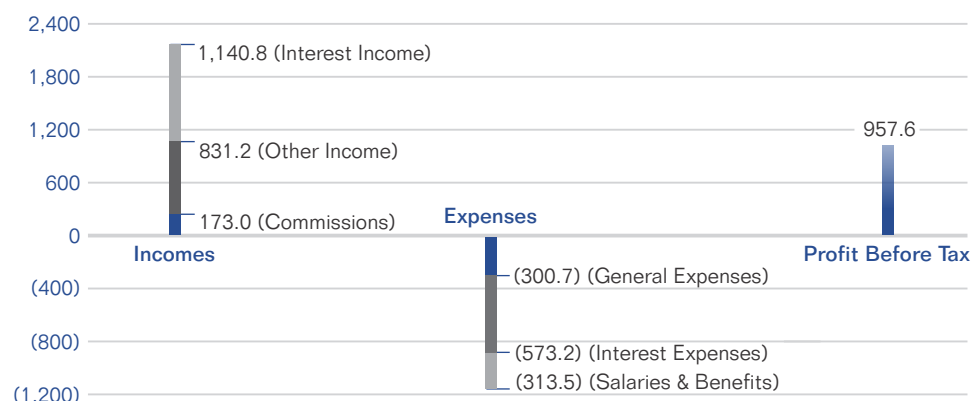 2,400
1,140.8 (Interest Income)
1,800
1,200
957.6
831.2 (Other Income)
600
173.0 (Commissions)
Expenses
0
Incomes
Profit Before Tax
(300.7) (General Expenses)
(400)
(800)
(573.2) (Interest Expenses)
(313.5) (Salaries & Benefits)
(1,200)